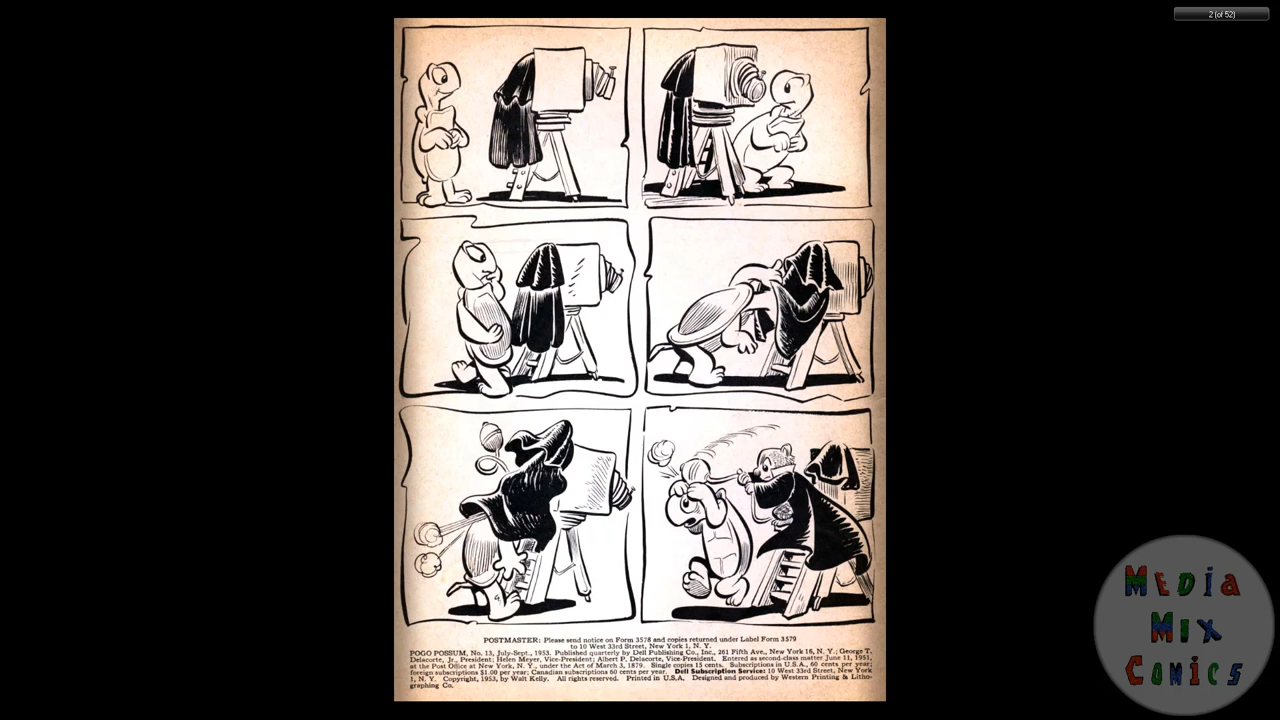 2 (of 52)
POSTMASTER: Please send notice on Form 3578 and copies returned under Label Form 3579
to 10 West 33rd Street, New York 1, N. Y.
POGO POSSUM, No. 13, July-Sept., 1953. Published quarterly by Dell Publishing Co., Inc., 261 Fifth Ave., New York 16, N. Y.; George T.
Delacorte, Jr., President; Helen Meyer, Vice-President; Albert P. Delacorte, Vice-President. Entered as second-class matter June 11, 1951,
at the Post Office at New York, N. Y., under the Act of March 3, 1879. Single copies 15 cents. Subscriptions in U.S.A., 60 cents per year;
foreign subscriptions $1.00 per year; Canadian subscriptions 60 cents per year. Dell Subscription Service: 10 West 33rd Street, New York
1, N. Y. Copyright, 1953, by Walt Kelly. All rights reserved. Printed in U.S.A. Designed and produced by Western Printing & Litho-
graphing Co.
MEDiA
MiX
COMiCS